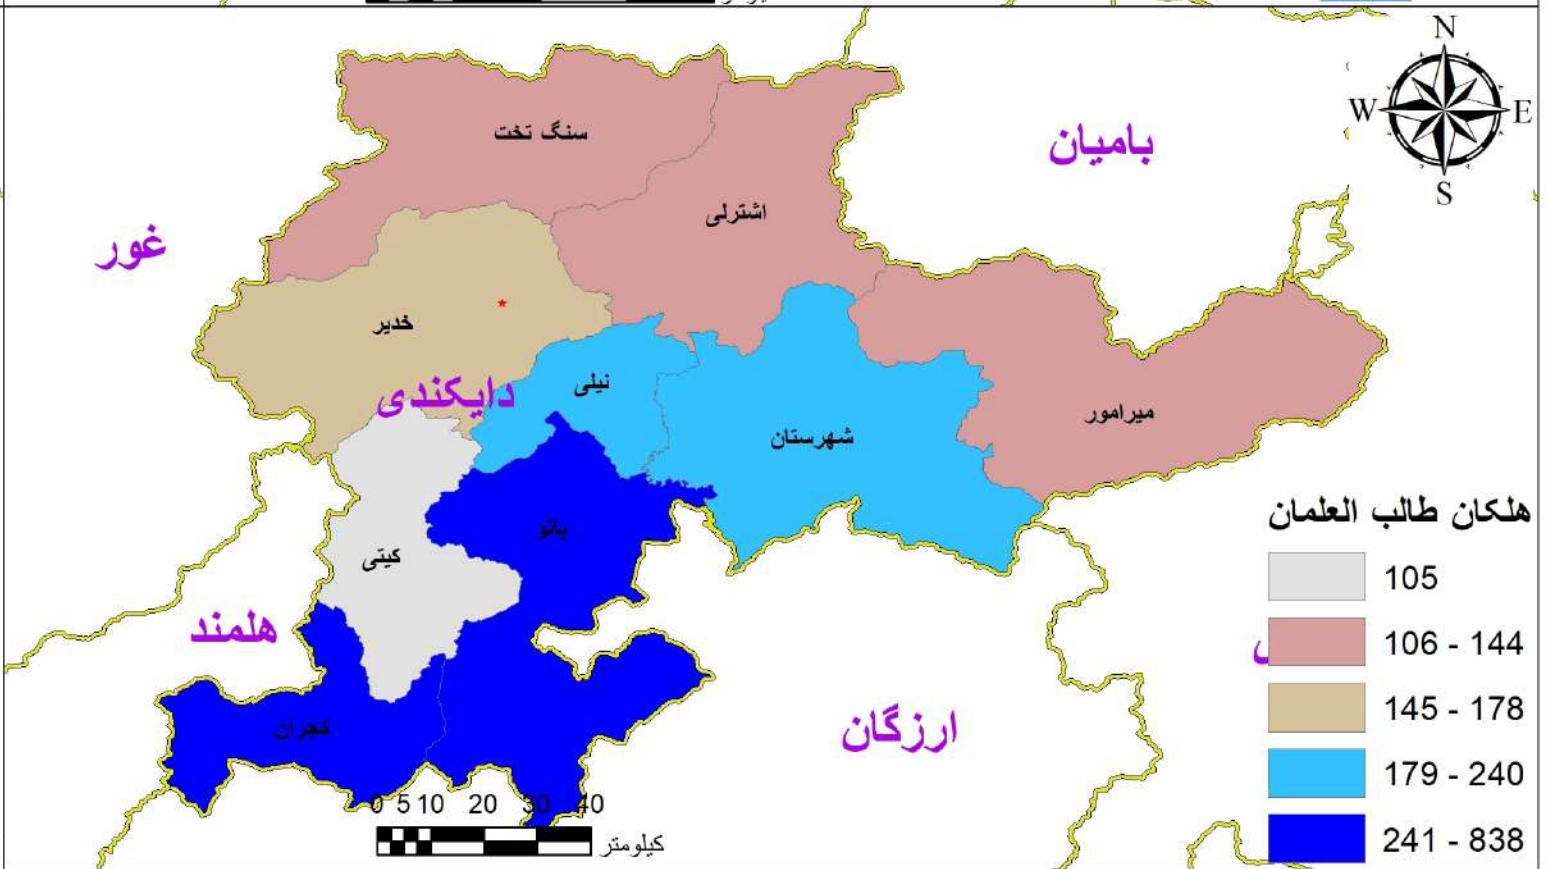 N
W E
S
سنگ تخت
بامیان
اشترلی
غور
خدیر
دایکندی
نیلی
میرامور
شهرستان
پاتو
کیتی
هلمند
ارزگان
کجران
هلکان طالب العلمان
105
106 - 144
145 - 178
179 - 240
241 - 838
0 5 10 20 30 40
کیلومتر